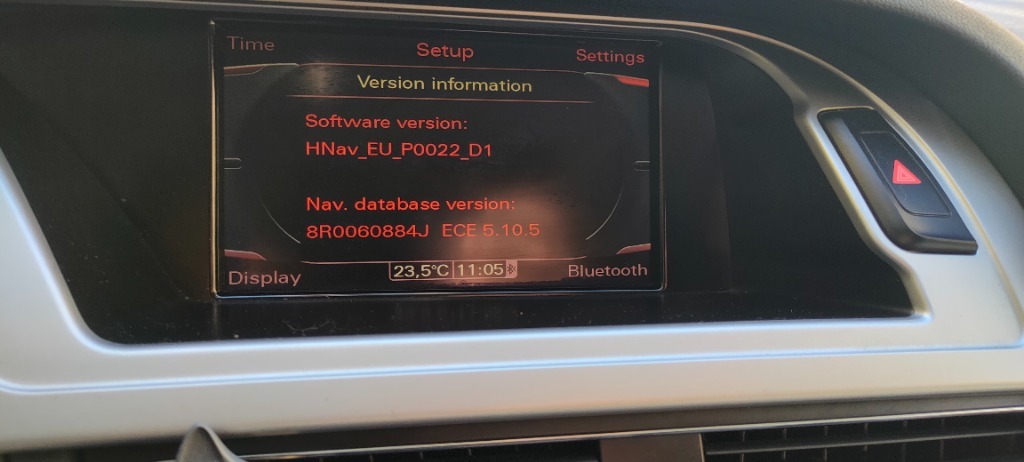 Time Setup Settings
Version information
Software version:
HNav_EU_P0022_D1
Nav. database version:
8R0060884J ECE 5.10.5
Display 23,5°C 11:05 Bluetooth